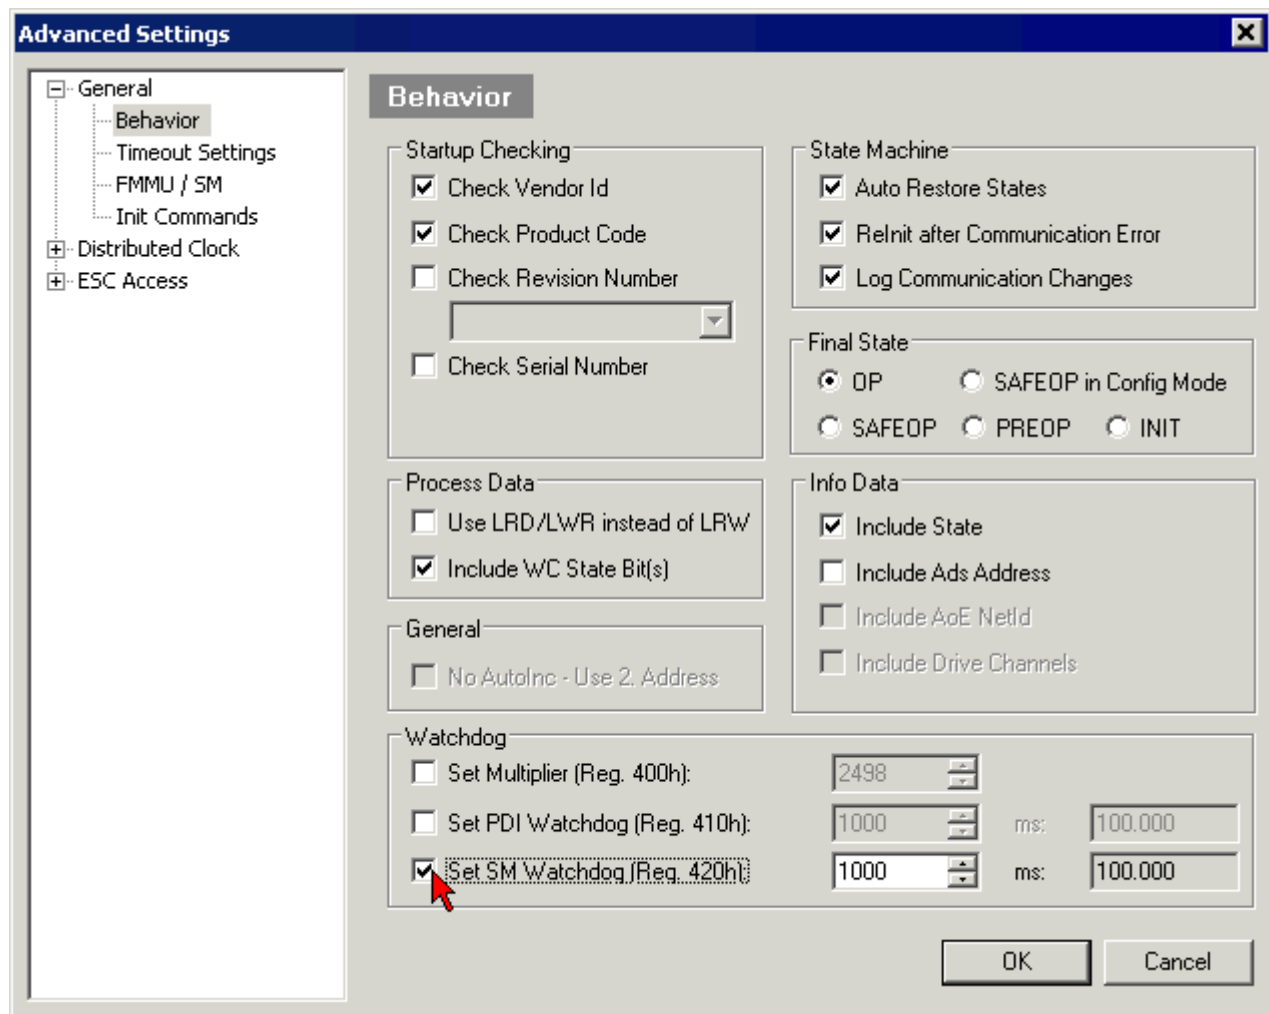 Advanced Settings
General
Behavior
Timeout Settings
FMMU / SM
Init Commands
Distributed Clock
ESC Access
Behavior
Startup Checking
Check Vendor Id
Check Product Code
Check Revision Number
Check Serial Number
State Machine
Auto Restore States
ReInit after Communication Error
Log Communication Changes
Final State
OP SAFEOP in Config Mode
SAFEOP PREOP INIT
Process Data
Use LRD/LWR instead of LRW
Include WC State Bit(s)
Info Data
Include State
Include Ads Address
Include AoE NetId
Include Drive Channels
General
No AutoInc - Use 2. Address
Watchdog
Set Multiplier (Reg. 400h): 2498
Set PDI Watchdog (Reg. 410h): 1000 ms: 100.000
Set SM Watchdog (Reg. 420h): 1000 ms: 100.000
OK Cancel